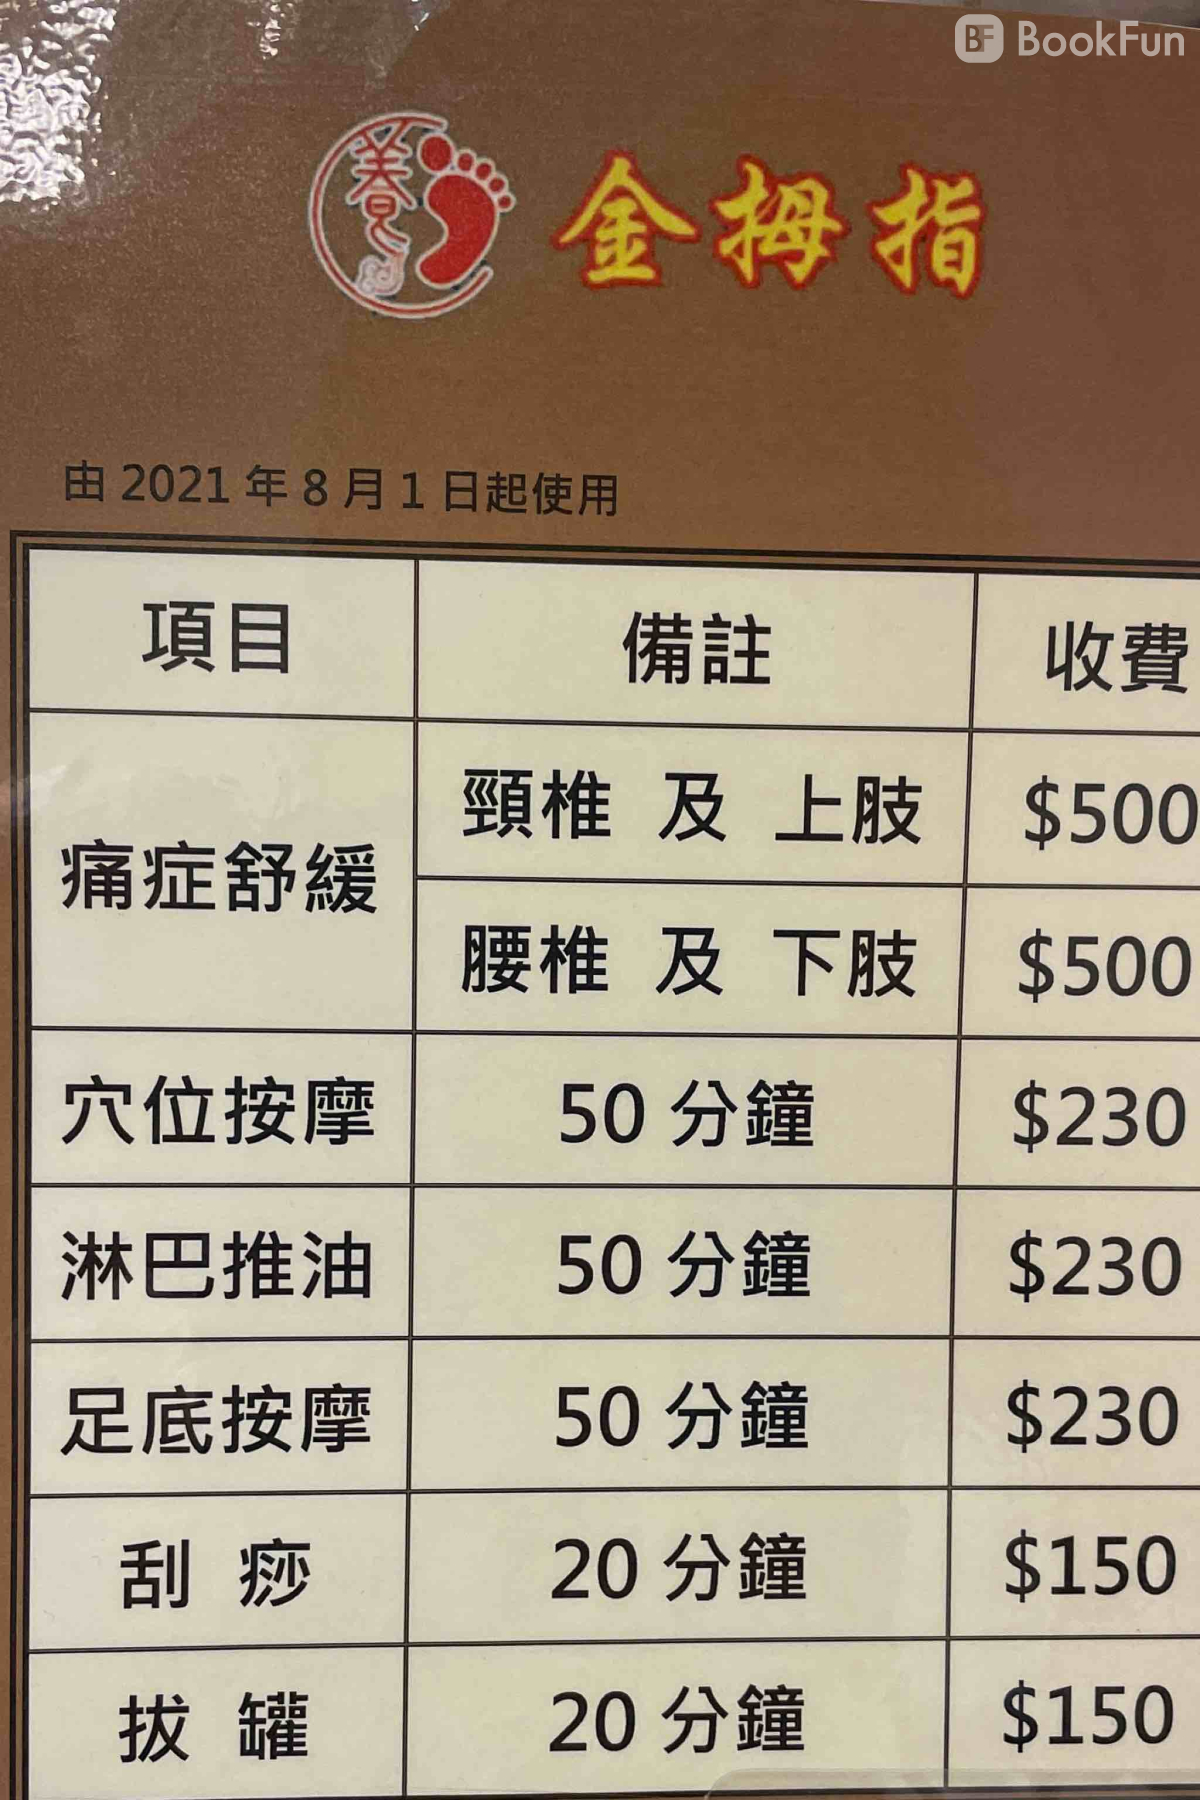 BF BookFun
養
金拇指
由 2021 年 8 月 1 日起使用
項目 備註 收費
痛症舒緩
頸椎 及 上肢 $500
腰椎 及 下肢 $500
穴位按摩 50 分鐘 $230
淋巴推油 50 分鐘 $230
足底按摩 50 分鐘 $230
刮 痧 20 分鐘 $150
拔 罐 20 分鐘 $150